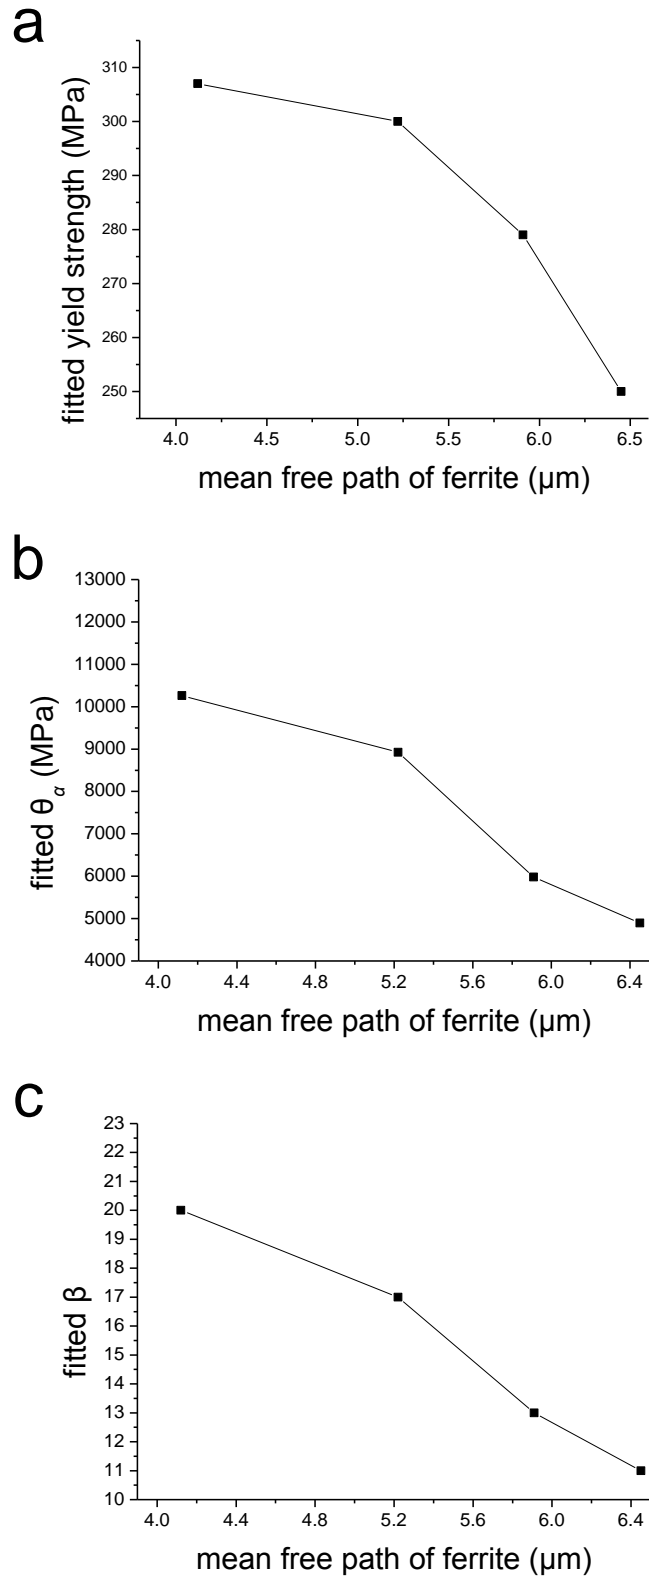 a
310
300
290
280
270
260
250
fitted yield strength (MPa)
4.0 4.5 5.0 5.5 6.0 6.5
mean free path of ferrite (μm)
b
13000
12000
11000
10000
9000
8000
7000
6000
5000
4000
fitted θα (MPa)
4.0 4.4 4.8 5.2 5.6 6.0 6.4
mean free path of ferrite (μm)
c
23
22
21
20
19
18
17
16
15
14
13
12
11
10
fitted β
4.0 4.4 4.8 5.2 5.6 6.0 6.4
mean free path of ferrite (μm)